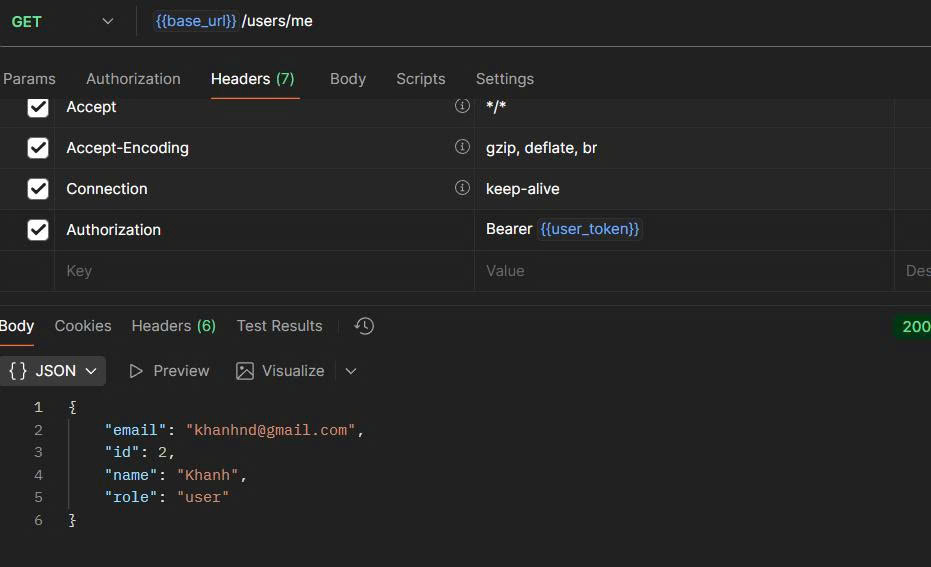 GET {{base_url}} /users/me
Params Authorization Headers (7) Body Scripts Settings
Accept */*
Accept-Encoding gzip, deflate, br
Connection keep-alive
Authorization Bearer {{user_token}}
Key Value Des
Body Cookies Headers (6) Test Results 200
{} JSON Preview Visualize
1 {
2 "email": "khanhnd@gmail.com",
3 "id": 2,
4 "name": "Khanh",
5 "role": "user"
6 }